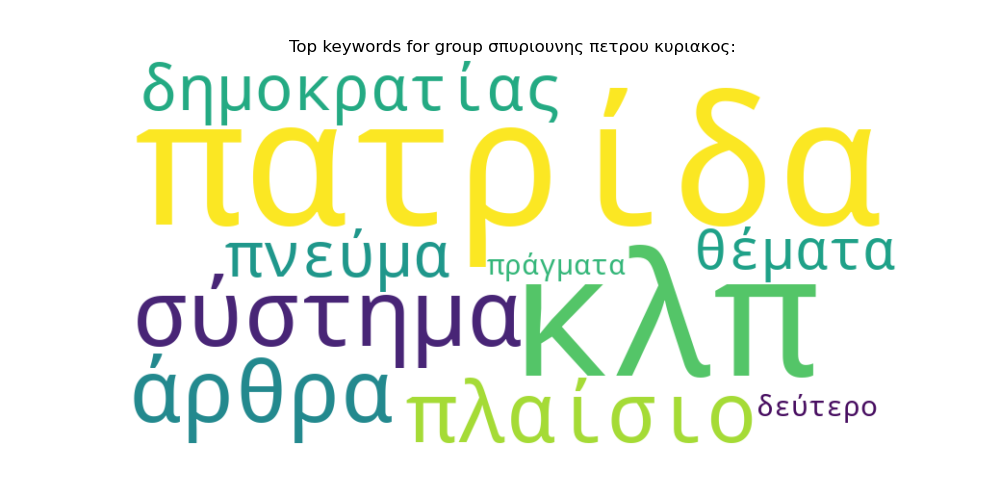 Top keywords for group σπυριουνης πετρου κυριακος:
δημοκρατίας
πατρίδα
πνεύμα
πράγματα
θέματα
σύστημα
κλπ
άρθρα
πλαίσιο
δεύτερο